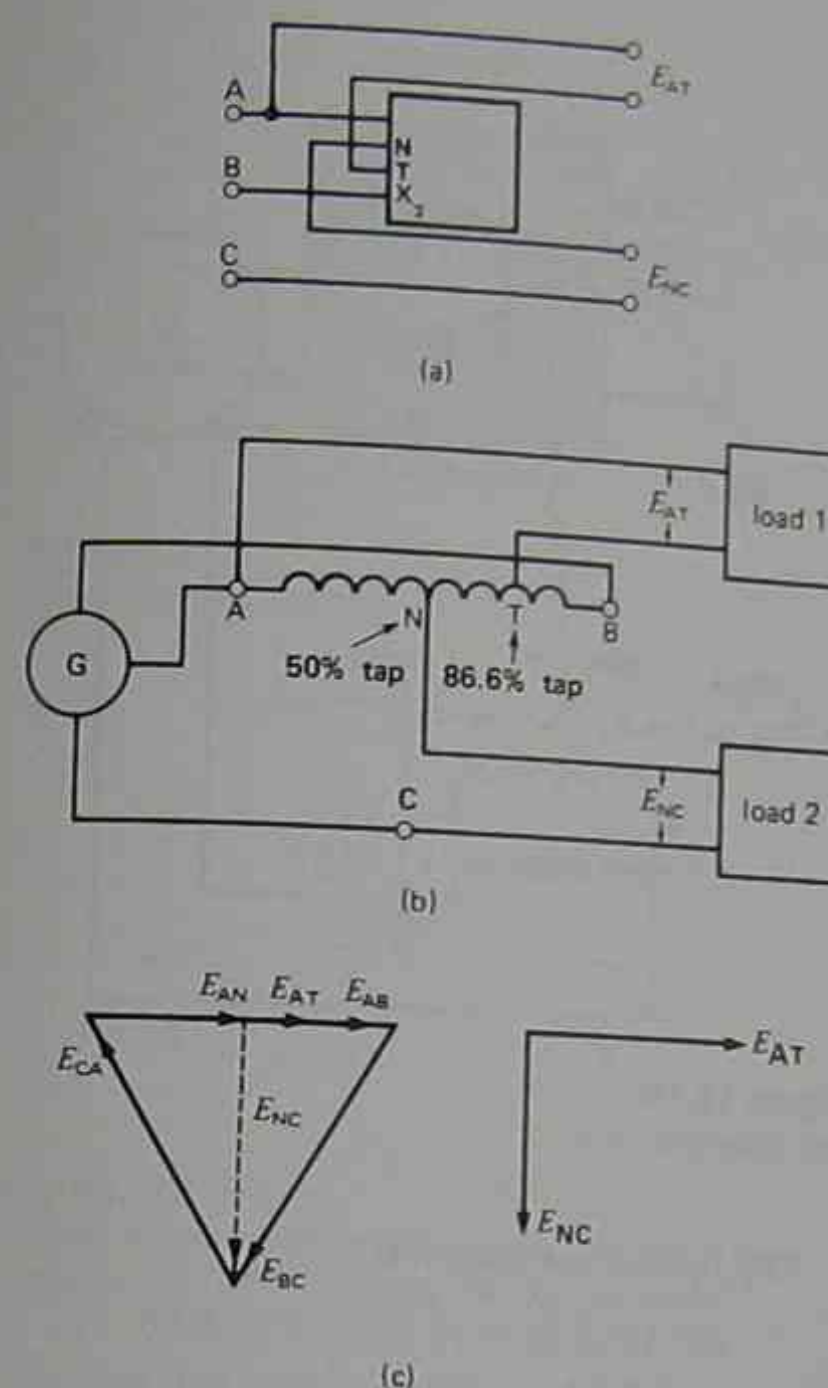 E_AT
A
N
B
T
X_2
C
E_NC
(a)
E_AT
load 1
A
N
T
B
G
50% tap
86.6% tap
C
E_NC
load 2
(b)
E_AN E_AT E_AB
E_CA
E_AT
E_NC
E_NC
E_BC
(c)